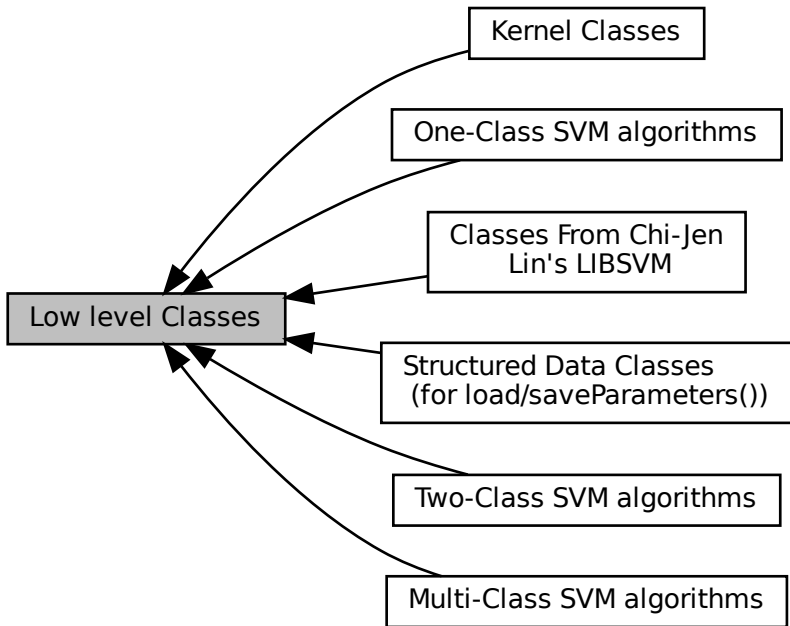 Kernel Classes
One-Class SVM algorithms
Classes From Chi-Jen
Lin's LIBSVM
Low level Classes
Structured Data Classes
(for load/saveParameters())
Two-Class SVM algorithms
Multi-Class SVM algorithms